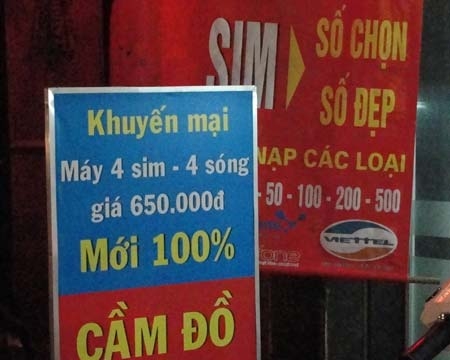 Khuyến mại
Máy 4 sim - 4 sóng
giá 650.000đ
Mới 100%
CẦM ĐỒ
SIM
SỐ CHỌN
SỐ ĐẸP
NẠP CÁC LOẠI
- 50 - 100 - 200 - 500
VIETTEL